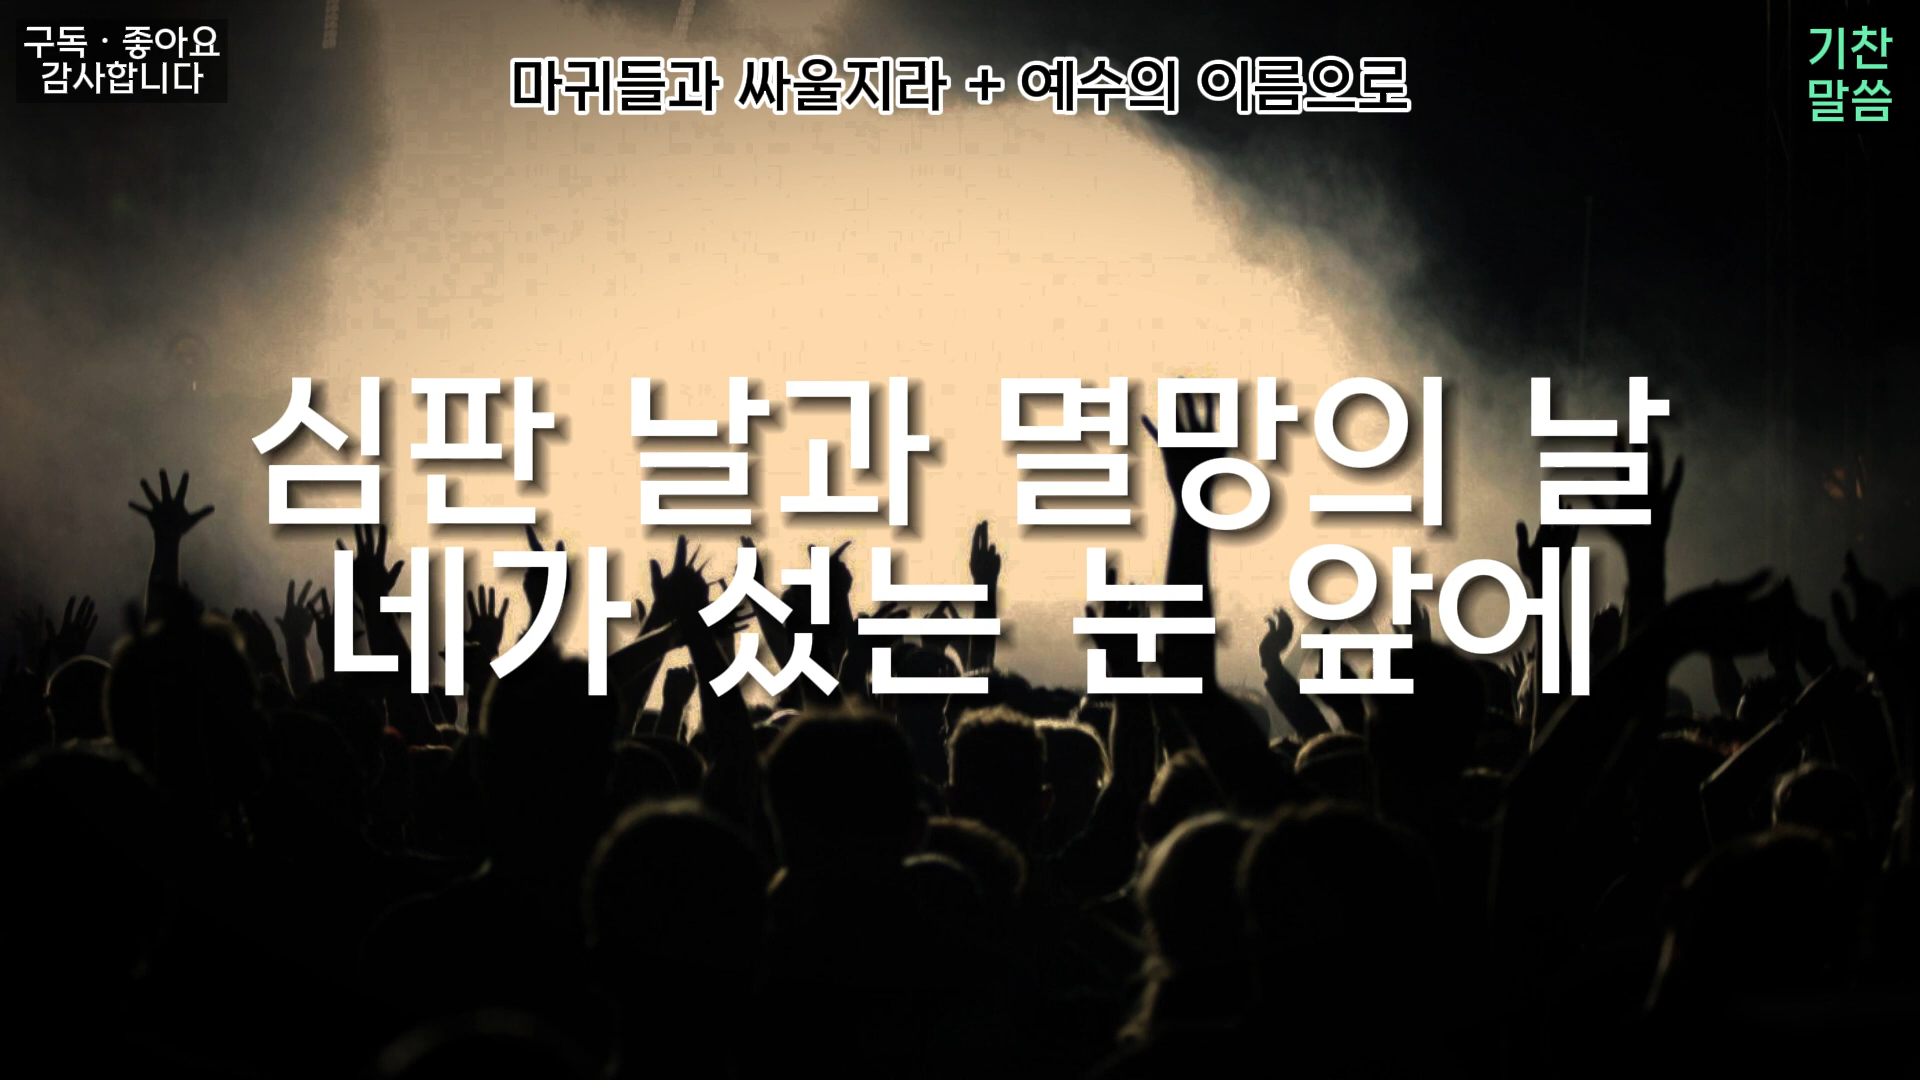 구독 · 좋아요
감사합니다
마귀들과 싸울지라 + 예수의 이름으로
기찬
말씀
심판 날과 멸망의 날
네가 섰는 눈 앞에